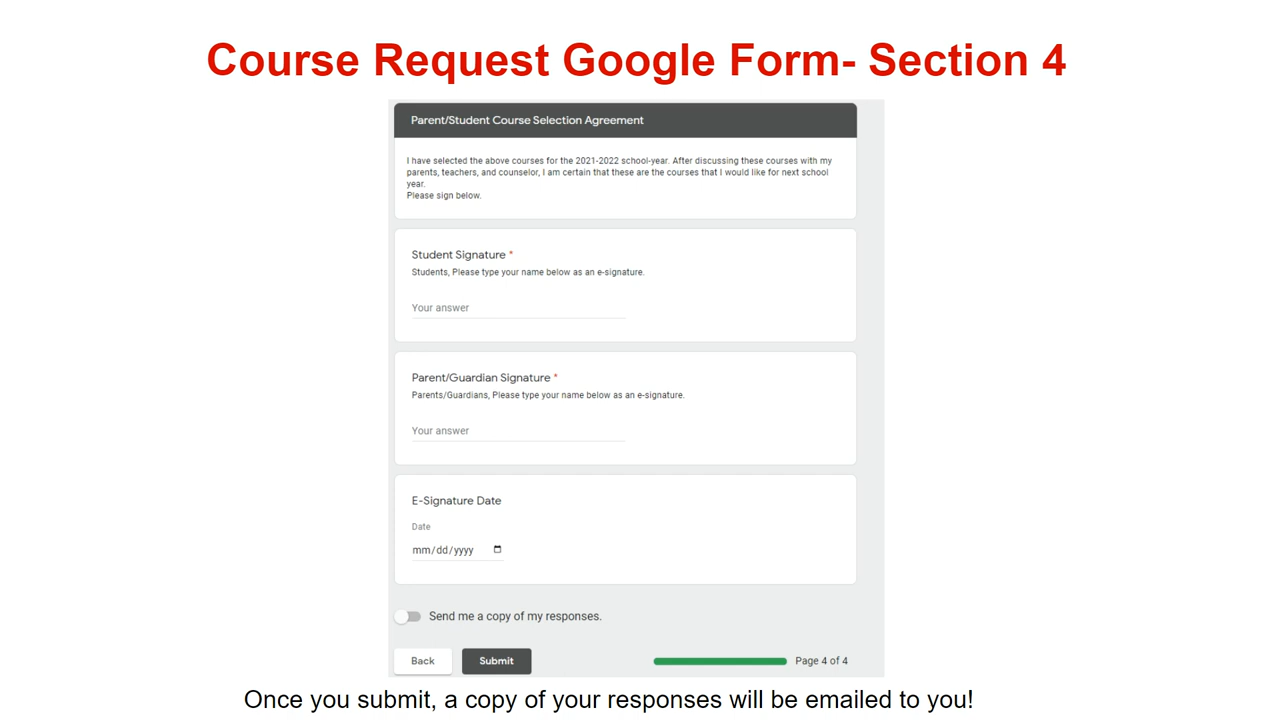 Course Request Google Form- Section 4
Parent/Student Course Selection Agreement
I have selected the above courses for the 2021-2022 school-year. After discussing these courses with my
parents, teachers, and counselor, I am certain that these are the courses that I would like for next school
year.
Please sign below.
Student Signature *
Students, Please type your name below as an e-signature.
Your answer
Parent/Guardian Signature *
Parents/Guardians, Please type your name below as an e-signature.
Your answer
E-Signature Date
Date
mm/dd/yyyy
Send me a copy of my responses.
Back Submit Page 4 of 4
Once you submit, a copy of your responses will be emailed to you!